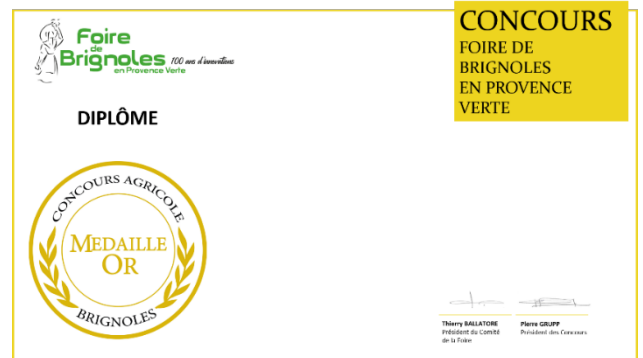 Foire
de
Brignoles 100 ans d'innovations
en Provence Verte
CONCOURS
FOIRE DE
BRIGNOLES
EN PROVENCE
VERTE
DIPLÔME
CONCOURS AGRICOLE
MEDAILLE
OR
BRIGNOLES
Thierry BALLATORE
Président du Comité
de la Foire
Pierre GRUPP
Président des Concours